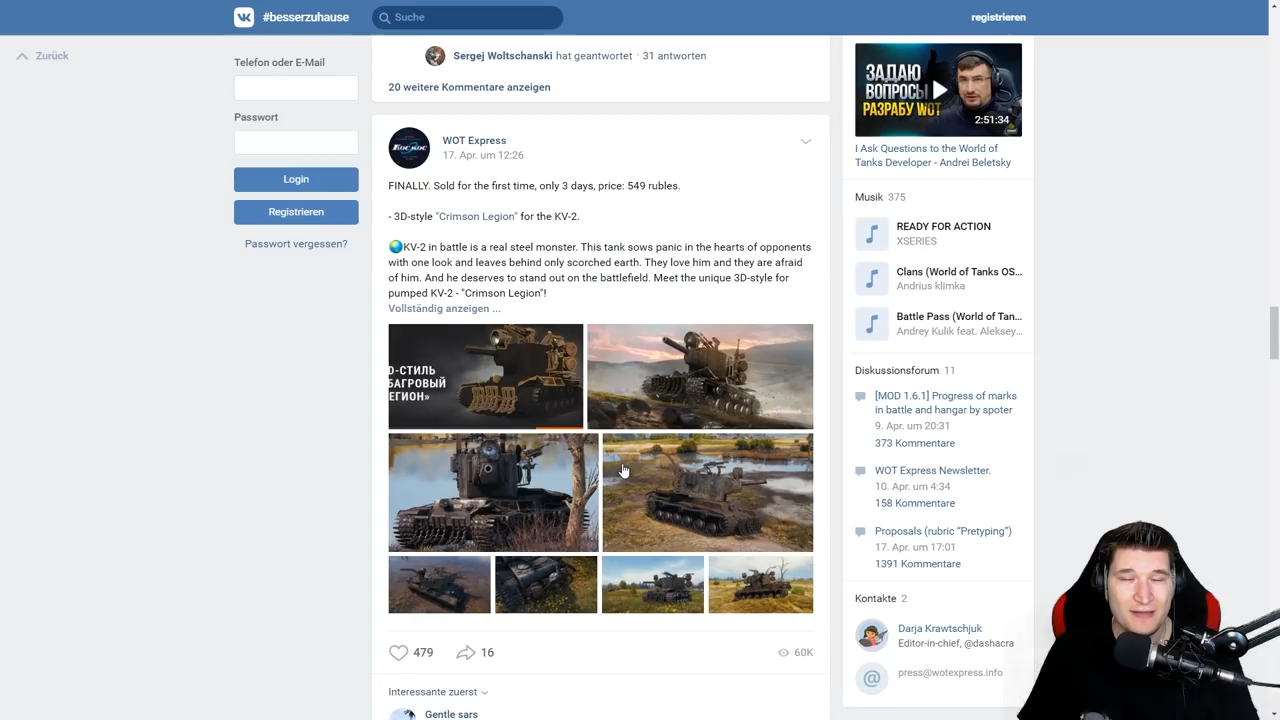 #besserzuhause
Suche
registrieren
Zurück
Telefon oder E-Mail
Passwort
Login
Registrieren
Passwort vergessen?
Sergej Woltschanski hat geantwortet · 31 antworten
20 weitere Kommentare anzeigen
WOT Express
17. Apr. um 12:26
FINALLY. Sold for the first time, only 3 days, price: 549 rubles.
- 3D-style "Crimson Legion" for the KV-2.
KV-2 in battle is a real steel monster. This tank sows panic in the hearts of opponents
with one look and leaves behind only scorched earth. They love him and they are afraid
of him. And he deserves to stand out on the battlefield. Meet the unique 3D-style for
pumped KV-2 - "Crimson Legion"!
Vollständig anzeigen ...
D-СТИЛЬ
БАГРОВЫЙ
ЕГИОН»
479
16
60K
Interessante zuerst
Gentle sars
ЗАДАЮ
ВОПРОСЫ
РАЗРАБУ WOT
2:51:34
I Ask Questions to the World of
Tanks Developer - Andrei Beletsky
Musik 375
READY FOR ACTION
XSERIES
Clans (World of Tanks OS...
Andrius klimka
Battle Pass (World of Tan...
Andrey Kulik feat. Aleksey...
Diskussionsforum 11
[MOD 1.6.1] Progress of marks
in battle and hangar by spoter
9. Apr. um 20:31
373 Kommentare
WOT Express Newsletter.
10. Apr. um 4:34
158 Kommentare
Proposals (rubric “Pretyping”)
17. Apr. um 17:01
1391 Kommentare
Kontakte 2
Darja Krawtschjuk
Editor-in-chief, @dashacra
@
press@wotexpress.info